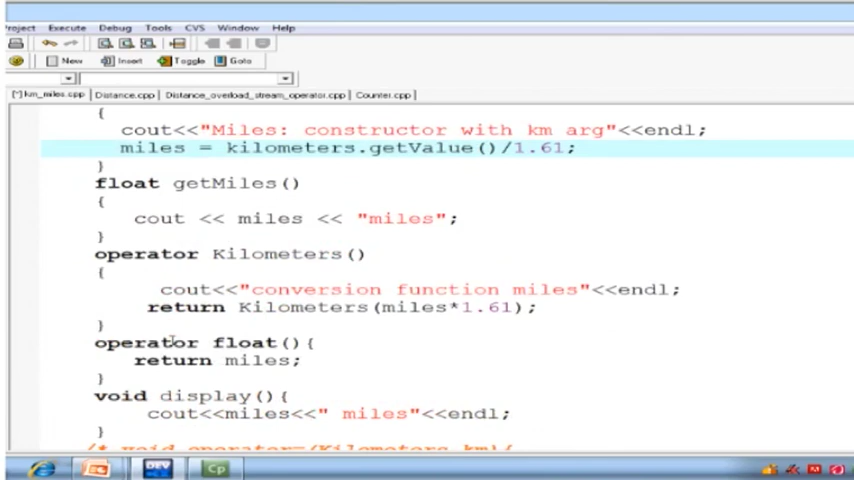 Project Execute Debug Tools CVS Window Help
New Insert Toggle Goto
[*] km_miles.cpp Distance.cpp Distance_overload_stream_operator.cpp Counter.cpp
{
cout<<"Miles: constructor with km arg"<<endl;
miles = kilometers.getValue()/1.61;
}
float getMiles()
{
cout << miles << "miles";
}
operator Kilometers()
{
cout<<"conversion function miles"<<endl;
return Kilometers(miles*1.61);
}
operator float(){
return miles;
}
void display(){
cout<<miles<<" miles"<<endl;
}
/* void operator=(Kilometers km){
DEV Cp